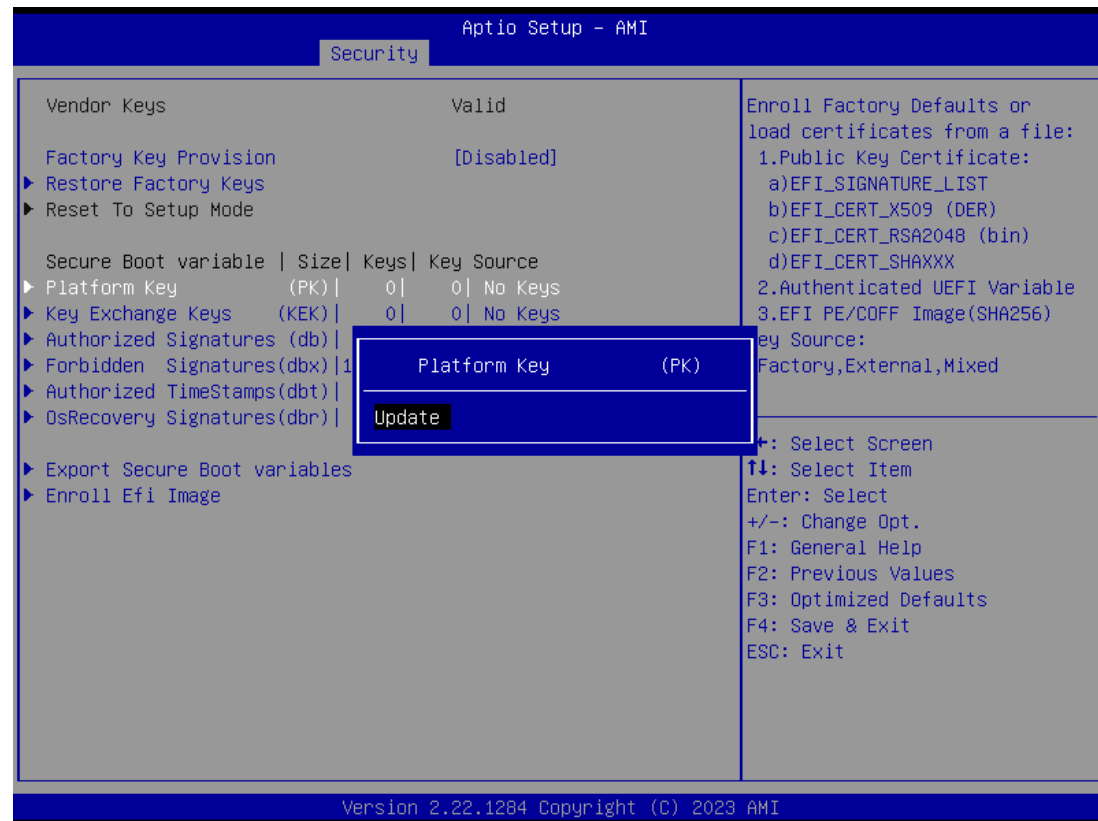 Aptio Setup – AMI
Security
Vendor Keys Valid
Factory Key Provision [Disabled]
▶ Restore Factory Keys
▶ Reset To Setup Mode
Secure Boot variable | Size| Keys| Key Source
▶ Platform Key (PK)| 0| 0| No Keys
▶ Key Exchange Keys (KEK)| 0| 0| No Keys
▶ Authorized Signatures (db)|
▶ Forbidden Signatures(dbx)|1
▶ Authorized TimeStamps(dbt)|
▶ OsRecovery Signatures(dbr)|
▶ Export Secure Boot variables
▶ Enroll Efi Image
Platform Key (PK)
Update
Enroll Factory Defaults or
load certificates from a file:
1.Public Key Certificate:
a)EFI_SIGNATURE_LIST
b)EFI_CERT_X509 (DER)
c)EFI_CERT_RSA2048 (bin)
d)EFI_CERT_SHAXXX
2.Authenticated UEFI Variable
3.EFI PE/COFF Image(SHA256)
ey Source:
Factory,External,Mixed
←: Select Screen
↑↓: Select Item
Enter: Select
+/-: Change Opt.
F1: General Help
F2: Previous Values
F3: Optimized Defaults
F4: Save & Exit
ESC: Exit
Version 2.22.1284 Copyright (C) 2023 AMI